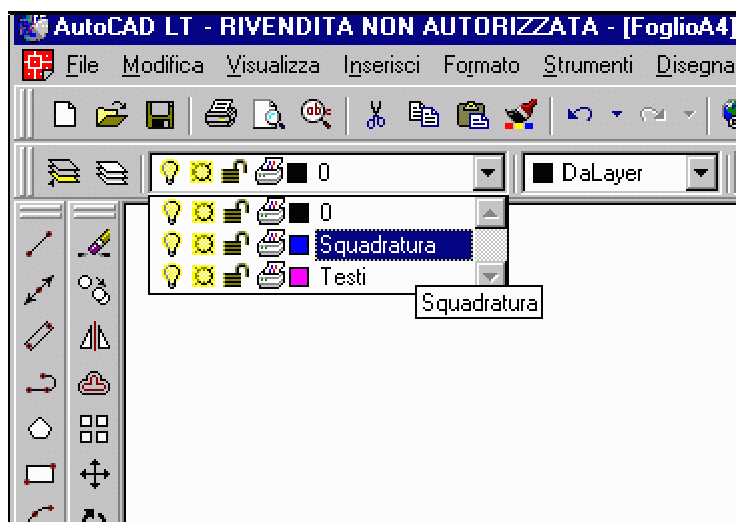 AutoCAD LT - RIVENDITA NON AUTORIZZATA - [FoglioA4]
File Modifica Visualizza Inserisci Formato Strumenti Disegna
abc
0 DaLayer
0
Squadratura
Testi
Squadratura